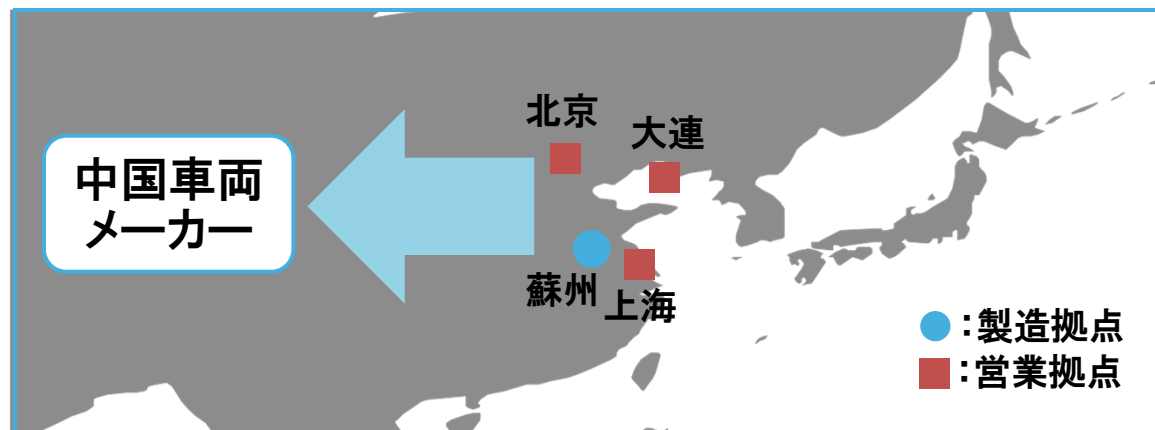 北京
大連
中国車両
メーカー
蘇州
上海
:製造拠点
:営業拠点